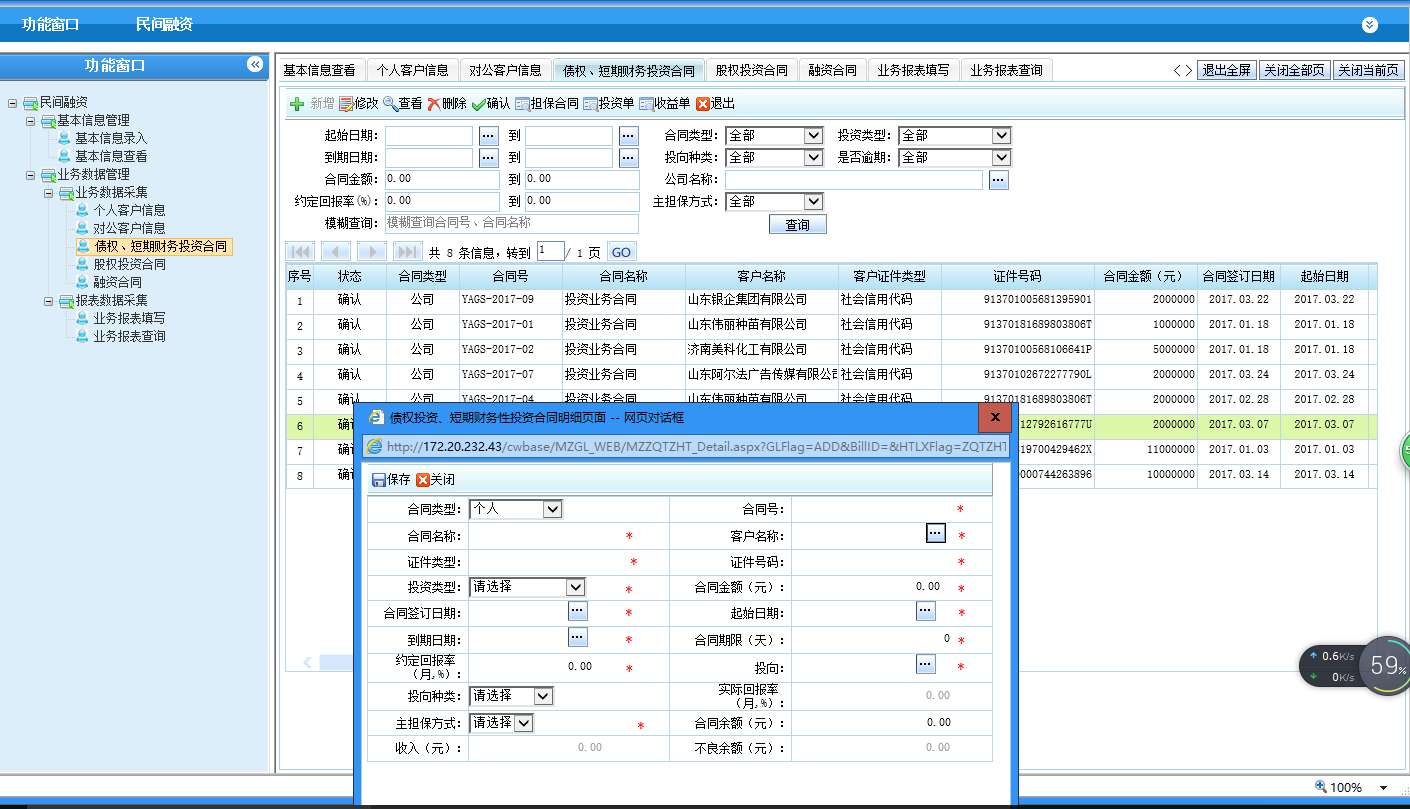 功能窗口 民间融资
功能窗口
民间融资
基本信息管理
基本信息录入
基本信息查看
业务数据管理
业务数据采集
个人客户信息
对公客户信息
债权、短期财务投资合同
股权投资合同
融资合同
报表数据采集
业务报表填写
业务报表查询
基本信息查看 个人客户信息 对公客户信息 债权、短期财务投资合同 股权投资合同 融资合同 业务报表填写 业务报表查询 退出全屏 关闭全部页 关闭当前页
新增 修改 查看 删除 确认 担保合同 投资单 收益单 退出
起始日期: ... 到 ... 合同类型: 全部 投资类型: 全部
到期日期: ... 到 ... 投向种类: 全部 是否逾期: 全部
合同金额: 0.00 到 0.00 公司名称: ...
约定回报率(%): 0.00 到 0.00 主担保方式: 全部
模糊查询: 模糊查询合同号、合同名称 查询
共 8 条信息,转到 1 / 1 页 GO
序号 状态 合同类型 合同号 合同名称 客户名称 客户证件类型 证件号码 合同金额（元） 合同签订日期 起始日期
1 确认 公司 YAGS-2017-09 投资业务合同 山东银企集团有限公司 社会信用代码 913701005681395901 2000000 2017.03.22 2017.03.22
2 确认 公司 YAGS-2017-01 投资业务合同 山东伟丽种苗有限公司 社会信用代码 91370181689803806T 1000000 2017.01.18 2017.01.18
3 确认 公司 YAGS-2017-02 投资业务合同 济南美科化工有限公司 社会信用代码 91370100568106641P 5000000 2017.01.18 2017.01.18
4 确认 公司 YAGS-2017-07 投资业务合同 山东阿尔法广告传媒有限公司 社会信用代码 91370102672277790L 2000000 2017.03.24 2017.03.24
5 确认 公司 YAGS-2017-04 投资业务合同 山东伟丽种苗有限公司 社会信用代码 91370181689803806T 2000000 2017.02.28 2017.02.28
6 确 12792616777U 2000000 2017.03.07 2017.03.07
7 确 19700429462X 11000000 2017.01.03 2017.01.03
8 确 000744263896 10000000 2017.03.14 2017.03.14
债权投资、短期财务性投资合同明细页面 -- 网页对话框 x
http://172.20.232.43/cwbase/MZGL_WEB/MZZQTZHT_Detail.aspx?GLFlag=ADD&BillID=&HTLXFlag=ZQTZHT
保存 关闭
合同类型: 个人 合同号: *
合同名称: * 客户名称: ... *
证件类型: * 证件号码: *
投资类型: 请选择 * 合同金额（元）: 0.00 *
合同签订日期: ... * 起始日期: ... *
到期日期: ... * 合同期限（天）: 0 *
约定回报率（月,%）: 0.00 * 投向: ... *
投向种类: 请选择 实际回报率（月,%）: 0.00
主担保方式: 请选择 * 合同余额（元）: 0.00
收入（元）: 0.00 不良余额（元）: 0.00
0.6K/s
0K/s
59%
100%